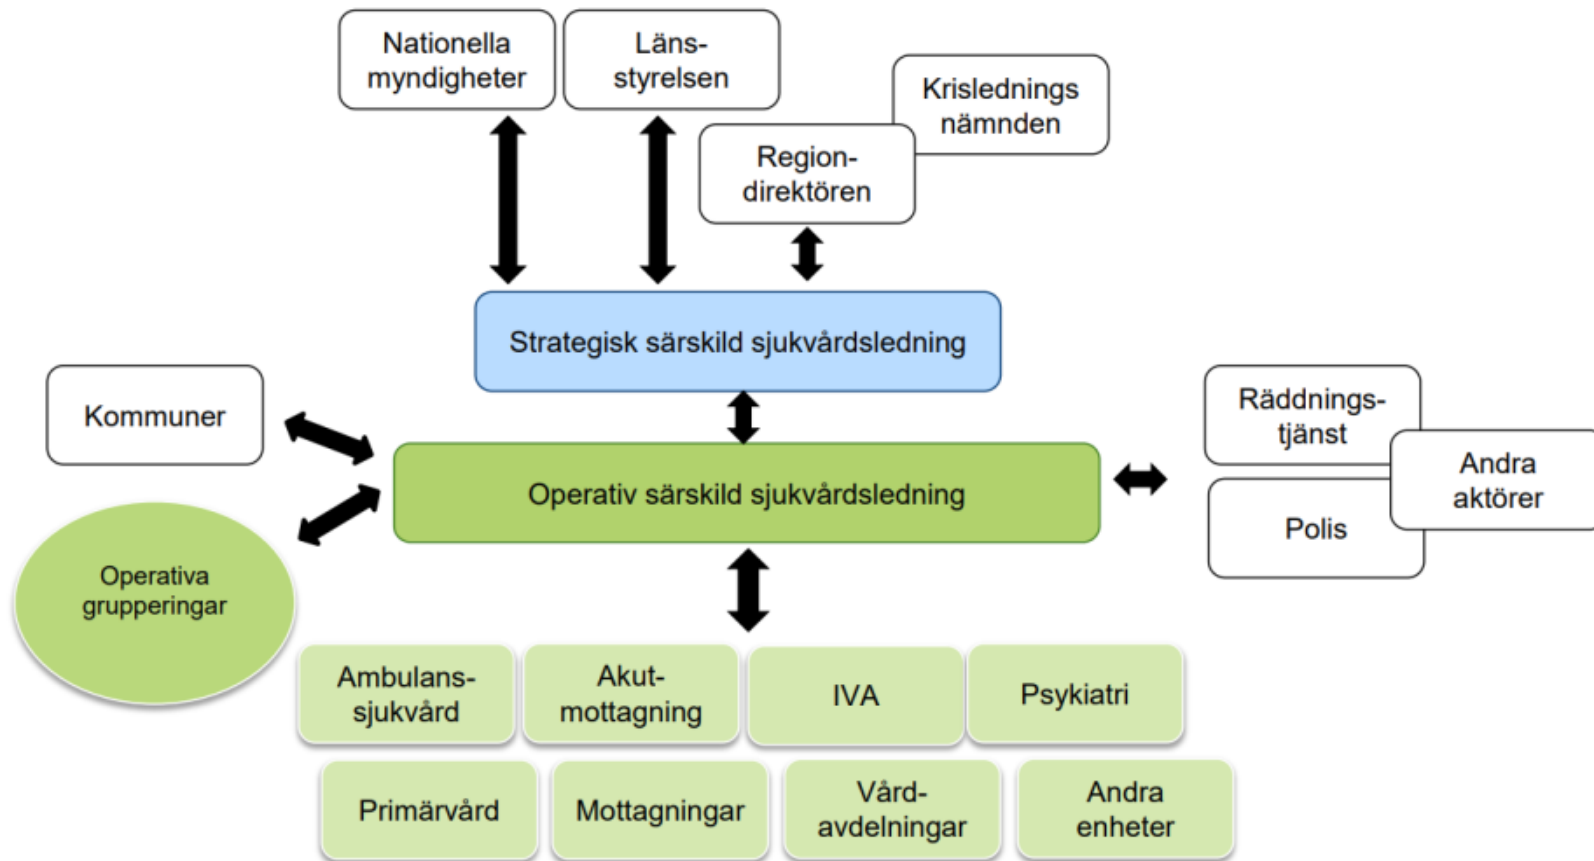 Nationella
myndigheter
Läns-
styrelsen
Krislednings
nämnden
Region-
direktören
Strategisk särskild sjukvårdsledning
Kommuner
Räddnings-
tjänst
Andra
aktörer
Polis
Operativ särskild sjukvårdsledning
Operativa
grupperingar
Ambulans-
sjukvård
Akut-
mottagning
IVA
Psykiatri
Primärvård
Mottagningar
Vård-
avdelningar
Andra
enheter